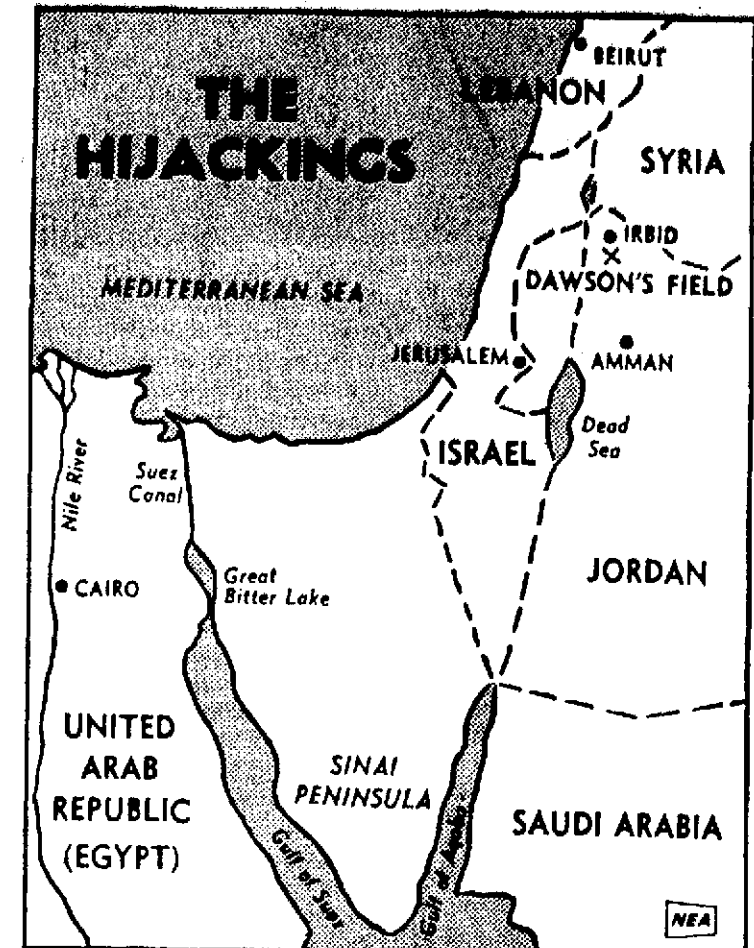 THE
HIJACKINGS
BEIRUT
LEBANON
SYRIA
IRBID
DAWSON'S FIELD
MEDITERRANEAN SEA
JERUSALEM
AMMAN
Dead
Sea
ISRAEL
Suez
Canal
Nile River
CAIRO
Great
Bitter Lake
JORDAN
UNITED
ARAB
REPUBLIC
(EGYPT)
SINAI
PENINSULA
SAUDI ARABIA
Gulf of Suez
Gulf of Aqaba
NEA